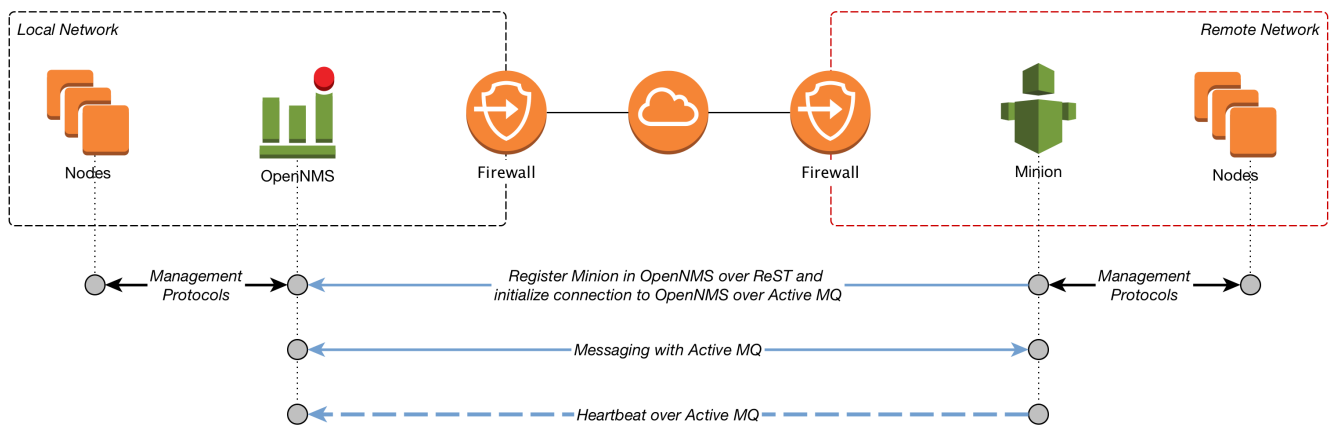 Local Network
Remote Network
Nodes
OpenNMS
Firewall
Firewall
Minion
Nodes
Management
Protocols
Register Minion in OpenNMS over ReST and
initialize connection to OpenNMS over Active MQ
Management
Protocols
Messaging with Active MQ
Heartbeat over Active MQ